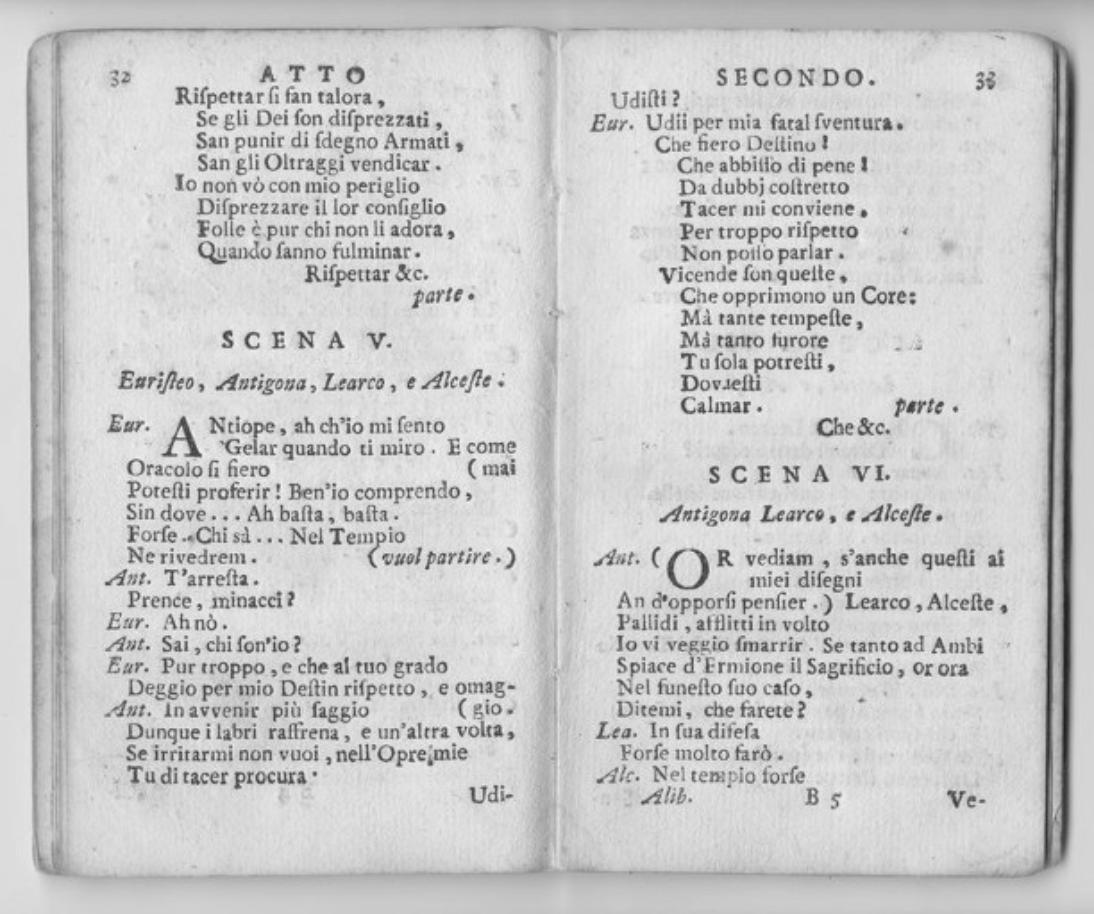 32 ATTO
Riſpettar ſi ſan talora,
Se gli Dei ſon diſprezzati,
San punir di ſdegno Armati,
San gli Oltraggi vendicar.
Io non vò con mio periglio
Diſprezzare il lor conſiglio
Folle è pur chi non li adora,
Quando ſanno fulminar.
Riſpettar &c.
parte.
SCENA V.
Euriſteo, Antigona, Learco, e Alceſte.
Eur. ANtiope, ah ch'io mi ſento
Gelar quando ti miro. E come
Oracolo ſi fiero (mai
Poteſti proferir! Ben'io comprendo,
Sin dove... Ah baſta, baſta.
Forſe.. Chi sà... Nel Tempio
Ne rivedrem. (vuol partire.)
Ant. T'arreſta.
Prence, minacci?
Eur. Ah nò.
Ant. Sai, chi ſon'io?
Eur. Pur troppo, e che al tuo grado
Deggio per mio Deſtin riſpetto, e omag-
Ant. In avvenir più ſaggio (gio.
Dunque i labri raffrena, e un'altra volta,
Se irritarmi non vuoi, nell'Opre mie
Tu di tacer procura.
Udi-
SECONDO. 33
Udiſti?
Eur. Udii per mia fatal ſventura.
Che fiero Deſtino!
Che abbiſſo di pene!
Da dubbj coſtretto
Tacer mi conviene.
Per troppo riſpetto
Non poſſo parlar.
Vicende ſon queſte,
Che opprimono un Core:
Mà tante tempeſte,
Mà tanto furore
Tu ſola potreſti,
Dovreſti
Calmar. parte.
Che &c.
SCENA VI.
Antigona Learco, e Alceſte.
Ant. (OR vediam, s'anche queſti ai
miei diſegni
An d'opporſi penſier.) Learco, Alceſte,
Pallidi, afflitti in volto
Io vi veggio ſmarrir. Se tanto ad Ambi
Spiace d'Ermione il Sagrificio, or ora
Nel funeſto ſuo caſo,
Ditemi, che farete?
Lea. In ſua difeſa
Forſe molto farò.
Alc. Nel tempio forſe
Alib. B 5 Ve-